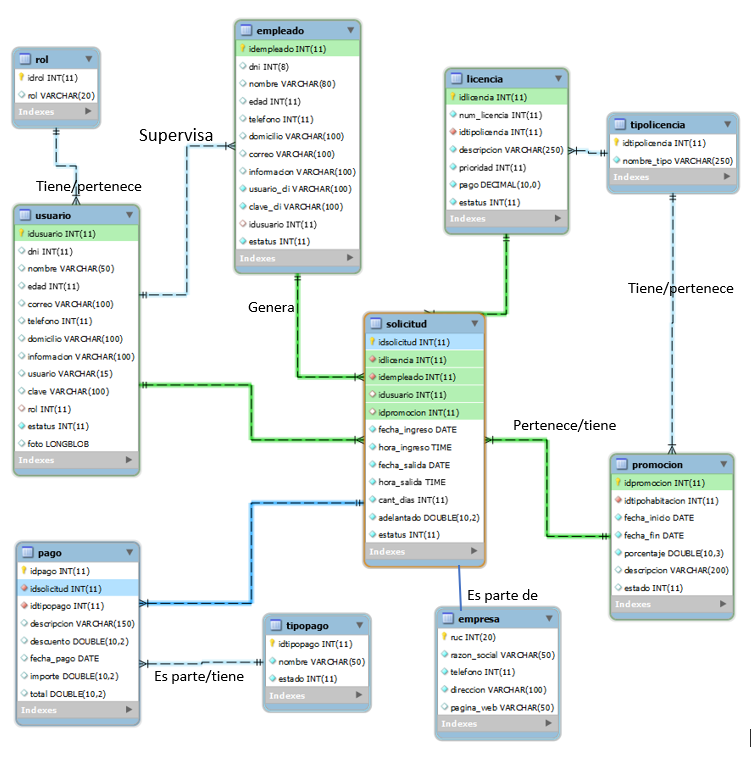 rol
idrol INT(11)
rol VARCHAR(20)
Indexes
empleado
idempleado INT(11)
dni INT(8)
nombre VARCHAR(80)
edad INT(11)
telefono INT(11)
domicilio VARCHAR(100)
correo VARCHAR(100)
informacion VARCHAR(100)
usuario_di VARCHAR(100)
clave_di VARCHAR(100)
idusuario INT(11)
estatus INT(11)
Indexes
licencia
idlicencia INT(11)
num_licencia INT(11)
idtipolicencia INT(11)
descripcion VARCHAR(250)
prioridad INT(11)
pago DECIMAL(10,0)
estatus INT(11)
Indexes
tipolicencia
idtipolicencia INT(11)
nombre_tipo VARCHAR(250)
Indexes
Supervisa
Tiene/pertenece
usuario
idusuario INT(11)
dni INT(11)
nombre VARCHAR(50)
edad INT(11)
correo VARCHAR(100)
telefono INT(11)
domicilio VARCHAR(100)
informacion VARCHAR(100)
usuario VARCHAR(15)
clave VARCHAR(100)
rol INT(11)
estatus INT(11)
foto LONGBLOB
Indexes
Genera
Tiene/pertenece
solicitud
idsolicitud INT(11)
idlicencia INT(11)
idempleado INT(11)
idusuario INT(11)
idpromocion INT(11)
fecha_ingreso DATE
hora_ingreso TIME
fecha_salida DATE
hora_salida TIME
cant_dias INT(11)
adelantado DOUBLE(10,2)
estatus INT(11)
Indexes
Pertenece/tiene
promocion
idpromocion INT(11)
idtipohabitacion INT(11)
fecha_inicio DATE
fecha_fin DATE
porcentaje DOUBLE(10,3)
descripcion VARCHAR(200)
estado INT(11)
Indexes
pago
idpago INT(11)
idsolicitud INT(11)
idtipopago INT(11)
descripcion VARCHAR(150)
descuento DOUBLE(10,2)
fecha_pago DATE
importe DOUBLE(10,2)
total DOUBLE(10,2)
Indexes
Es parte/tiene
tipopago
idtipopago INT(11)
nombre VARCHAR(50)
estado INT(11)
Indexes
Es parte de
empresa
ruc INT(20)
razon_social VARCHAR(50)
telefono INT(11)
direccion VARCHAR(100)
pagina_web VARCHAR(50)
Indexes